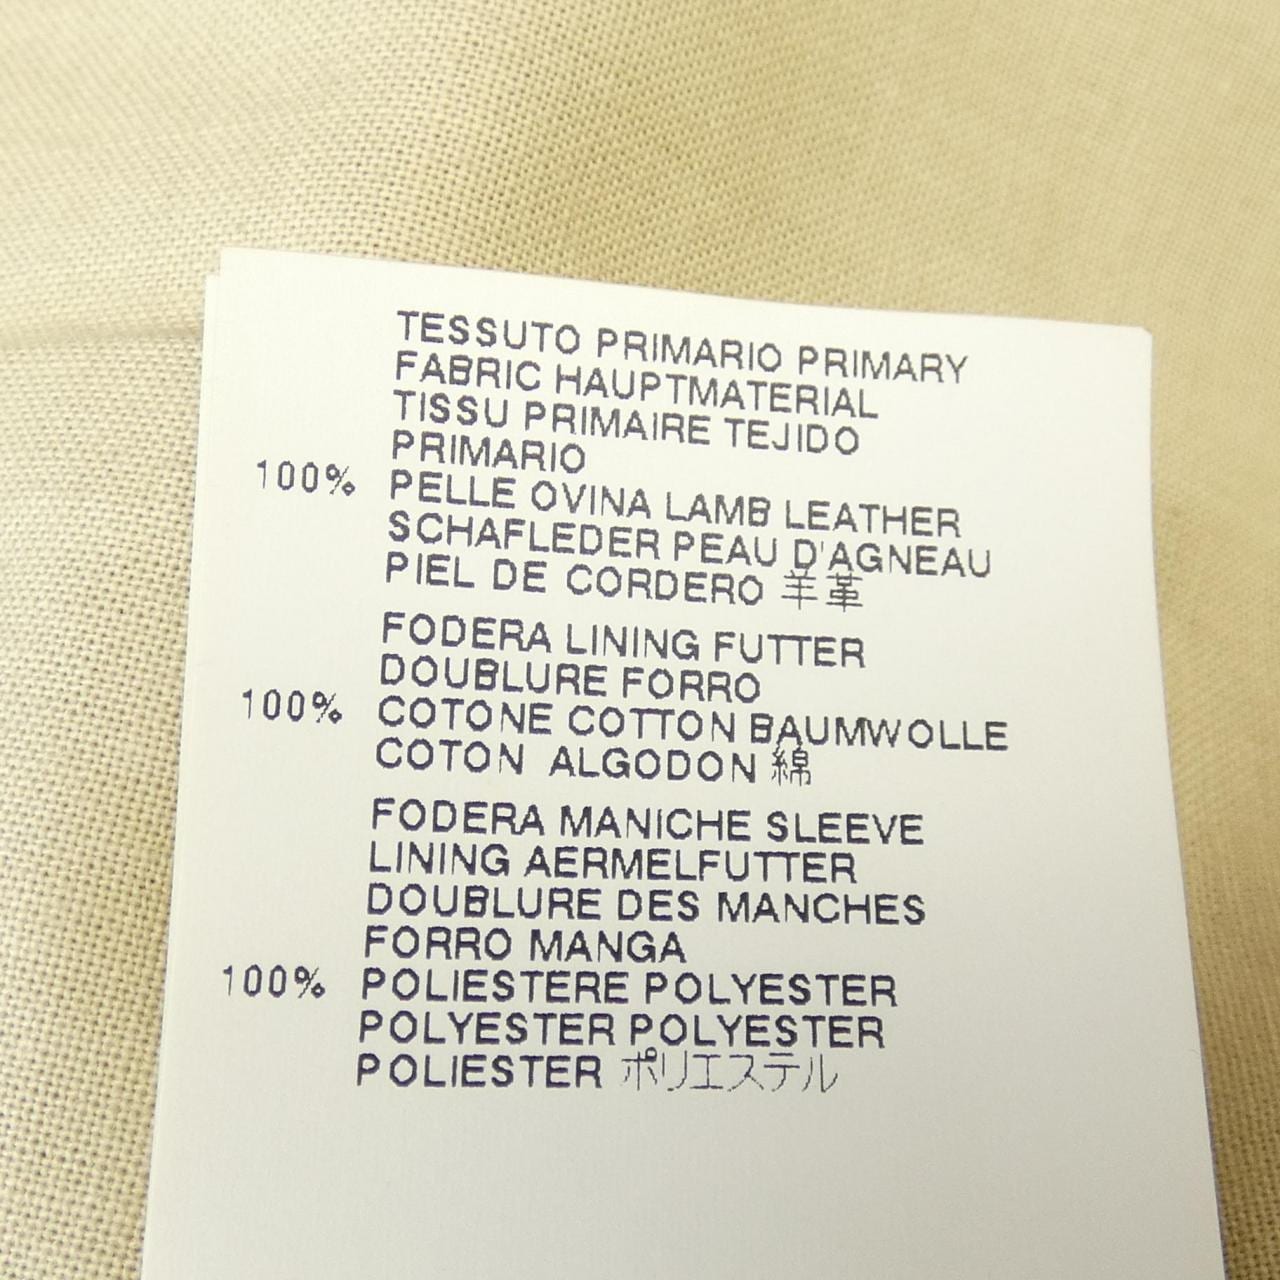 TESSUTO PRIMARIO PRIMARY
FABRIC HAUPTMATERIAL
TISSU PRIMAIRE TEJIDO
PRIMARIO
100% PELLE OVINA LAMB LEATHER
SCHAFLEDER PEAU D'AGNEAU
PIEL DE CORDERO 羊革
FODERA LINING FUTTER
DOUBLURE FORRO
100% COTONE COTTON BAUMWOLLE
COTON ALGODON 綿
FODERA MANICHE SLEEVE
LINING AERMELFUTTER
DOUBLURE DES MANCHES
FORRO MANGA
100% POLIESTERE POLYESTER
POLYESTER POLYESTER
POLIESTER ポリエステル